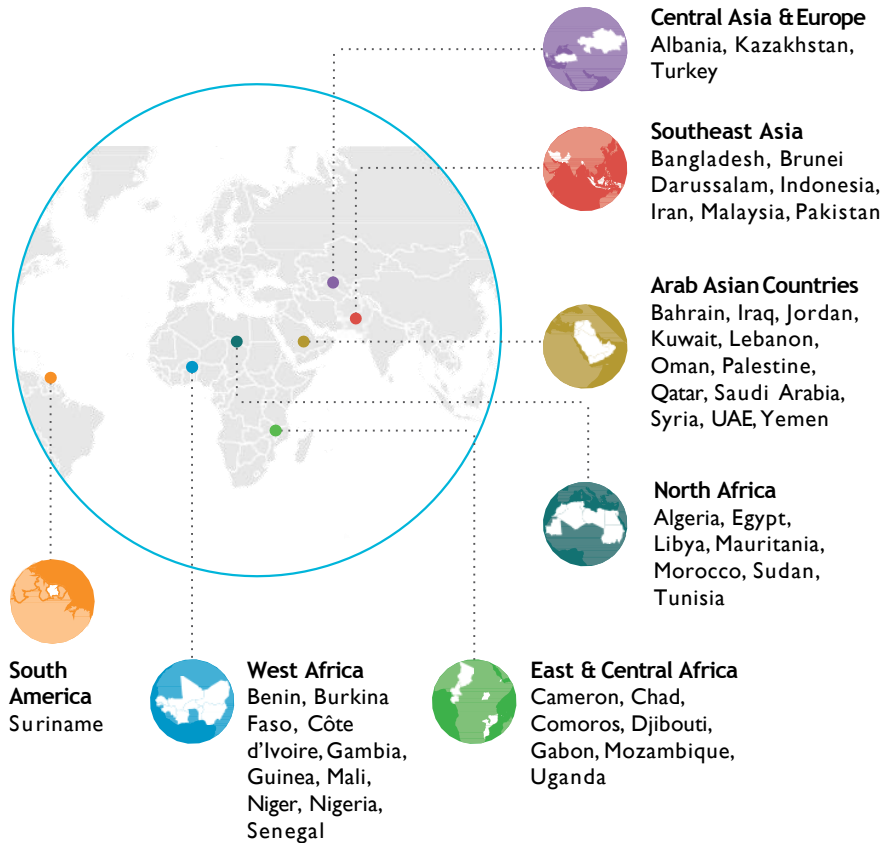 Central Asia & Europe
Albania, Kazakhstan,
Turkey
Southeast Asia
Bangladesh, Brunei
Darussalam, Indonesia,
Iran, Malaysia, Pakistan
Arab Asian Countries
Bahrain, Iraq, Jordan,
Kuwait, Lebanon,
Oman, Palestine,
Qatar, Saudi Arabia,
Syria, UAE, Yemen
North Africa
Algeria, Egypt,
Libya, Mauritania,
Morocco, Sudan,
Tunisia
South
America
Suriname
West Africa
Benin, Burkina
Faso, Côte
d’Ivoire, Gambia,
Guinea, Mali,
Niger, Nigeria,
Senegal
East & Central Africa
Cameron, Chad,
Comoros, Djibouti,
Gabon, Mozambique,
Uganda